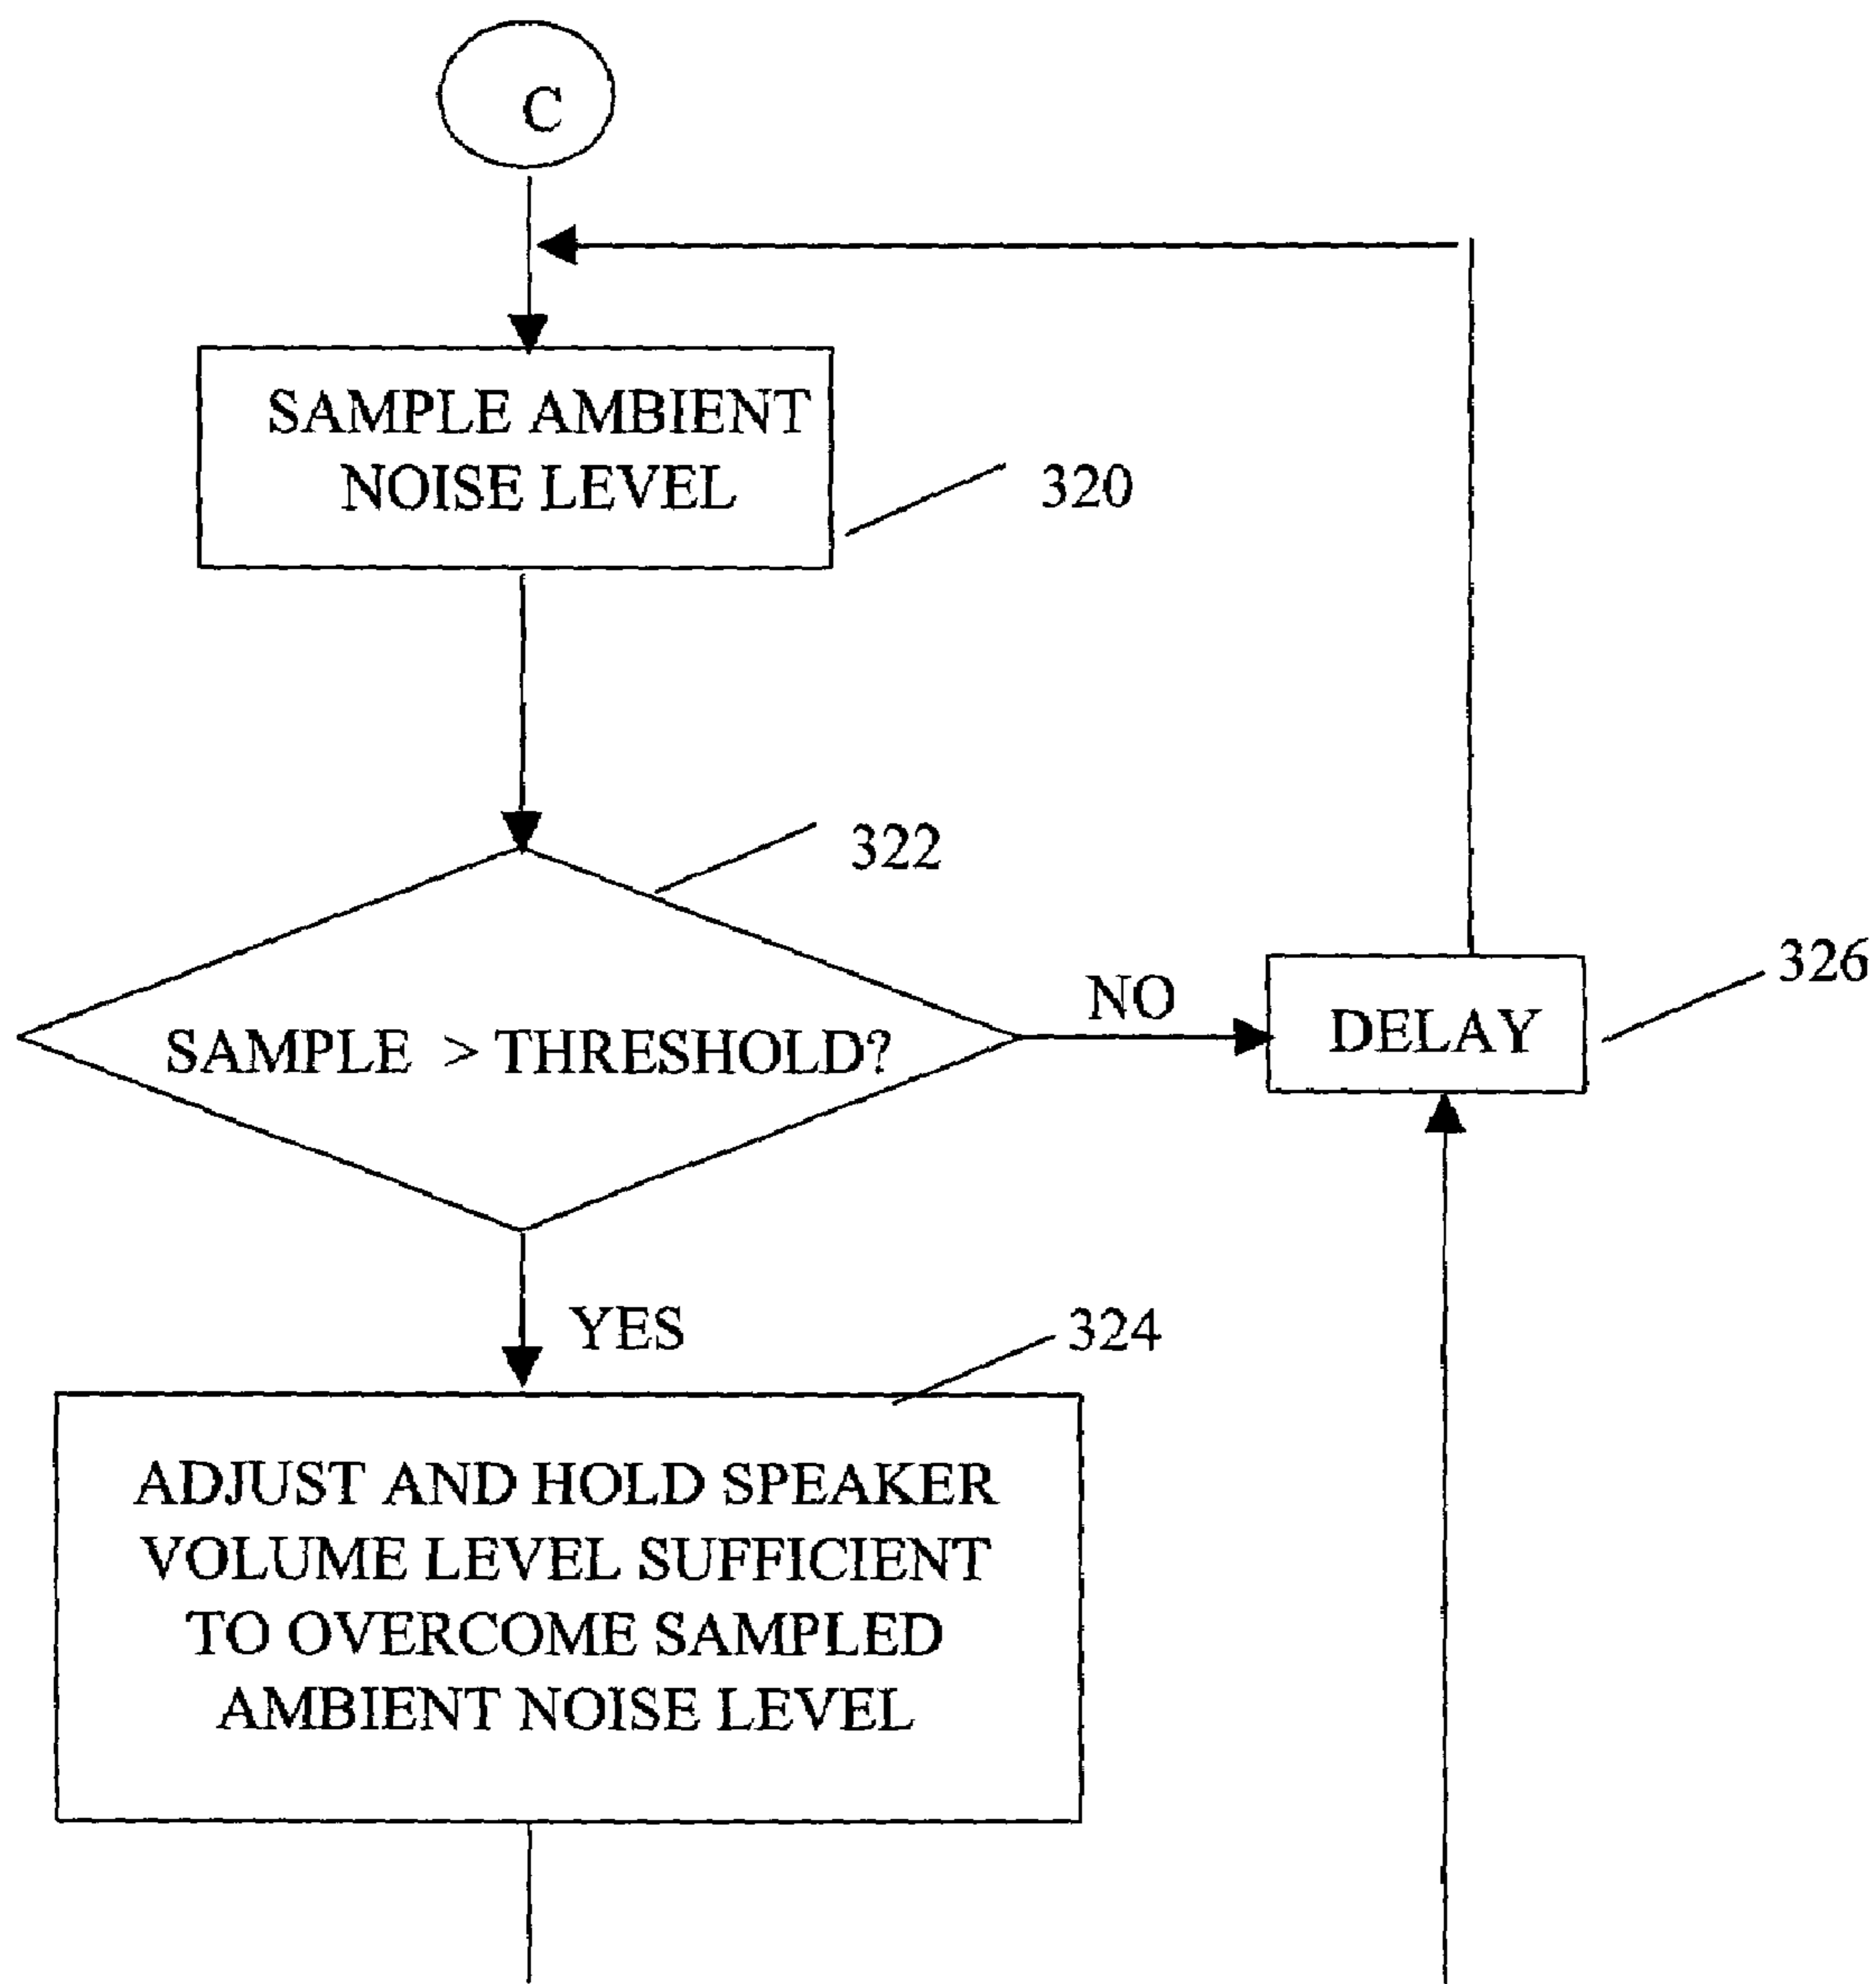 C
SAMPLE AMBIENT
NOISE LEVEL
320
322
SAMPLE > THRESHOLD?
NO
DELAY
326
YES
324
ADJUST AND HOLD SPEAKER
VOLUME LEVEL SUFFICIENT
TO OVERCOME SAMPLED
AMBIENT NOISE LEVEL